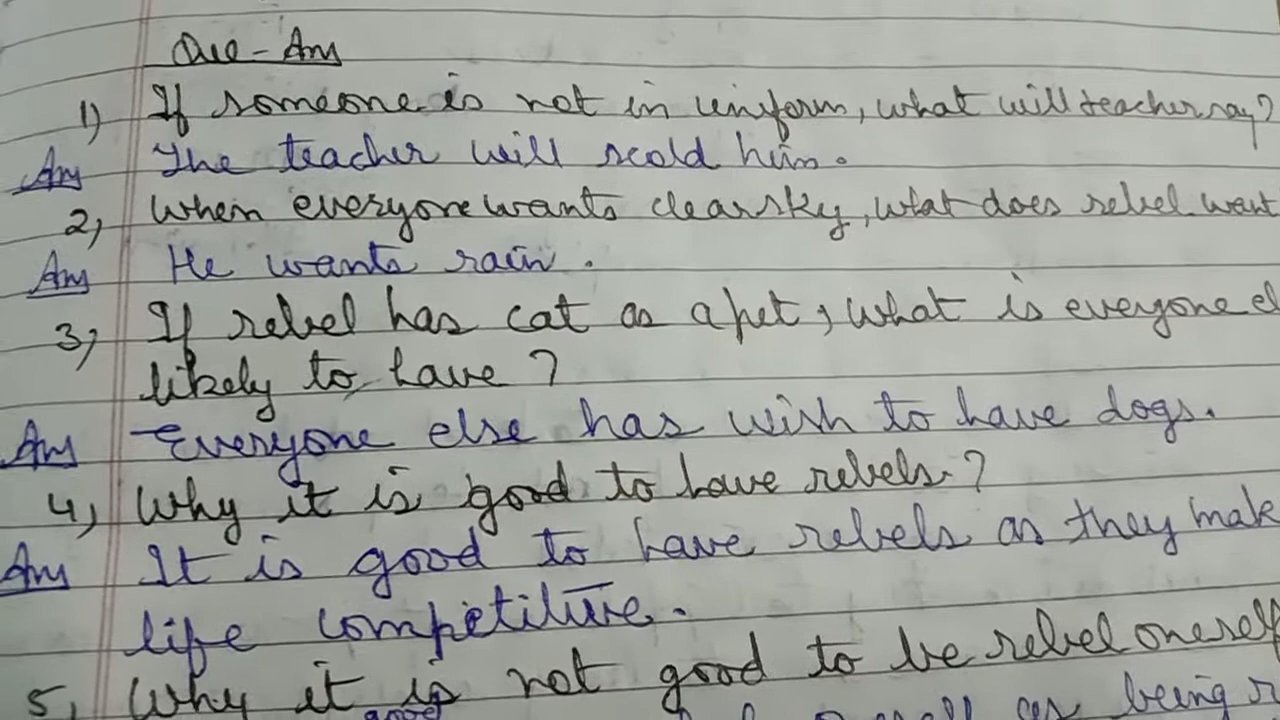 Que - Ans
1) If someone is not in uniform, what will teacher say?
Ans The teacher will scold him.
2, When everyone wants clear sky, what does rebel want
Ans He wants rain.
3, If rebel has cat as a pet, what is everyone el
likely to have ?
Ans Everyone else has wish to have dogs.
4, Why it is good to have rebels.?
Ans It is good to have rebels as they make
life competitive.
5, Why it is not good to be rebel oneself
good as being